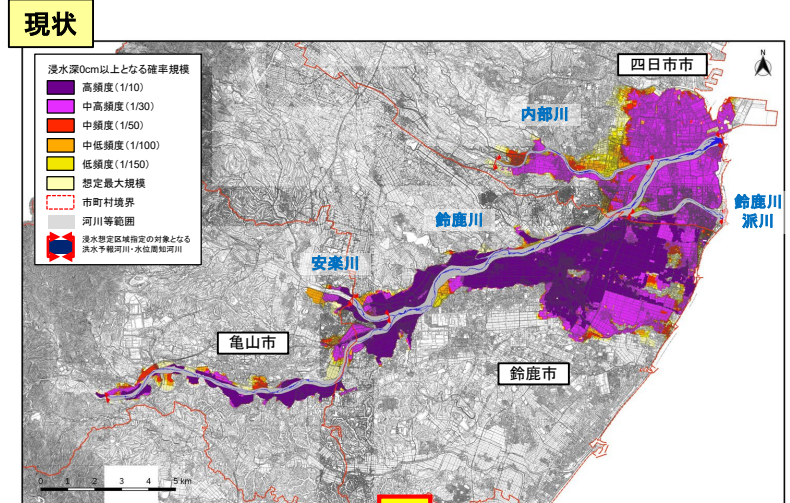 現状
浸水深0cm以上となる確率規模
高頻度(1/10)
中高頻度(1/30)
中頻度(1/50)
中低頻度(1/100)
低頻度(1/150)
想定最大規模
市町村境界
河川等範囲
浸水想定区域指定の対象となる
洪水予報河川・水位周知河川
四日市市
N
内部川
鈴鹿川
鈴鹿川
派川
安楽川
亀山市
鈴鹿市
0 1 2 3 4 5 km